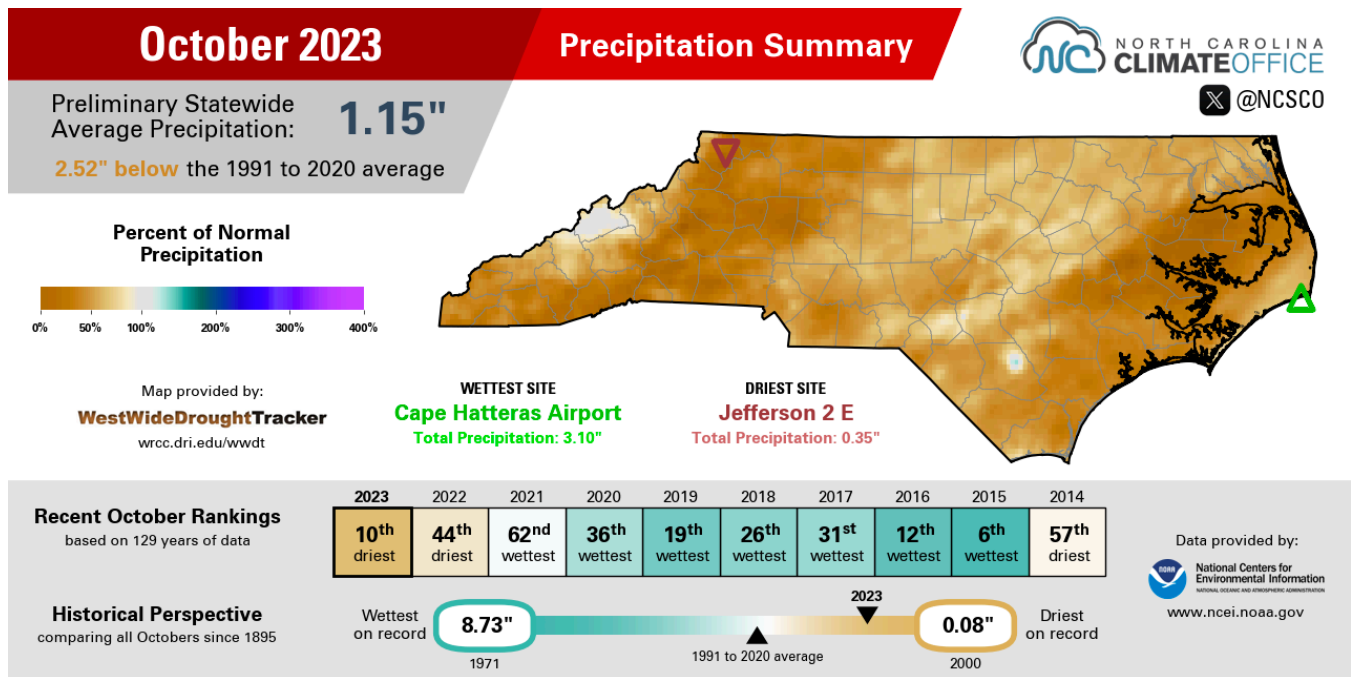 October 2023
Precipitation Summary
NORTH CAROLINA
CLIMATEOFFICE
NC
@NCSCO
Preliminary Statewide
Average Precipitation:
1.15"
2.52" below the 1991 to 2020 average
Percent of Normal
Precipitation
0% 50% 100% 200% 300% 400%
Map provided by:
WestWideDroughtTracker
wrcc.dri.edu/wwdt
WETTEST SITE
Cape Hatteras Airport
Total Precipitation: 3.10"
DRIEST SITE
Jefferson 2 E
Total Precipitation: 0.35"
Recent October Rankings
based on 129 years of data
2023 2022 2021 2020 2019 2018 2017 2016 2015 2014
10th 44th 62nd 36th 19th 26th 31st 12th 6th 57th
driest driest wettest wettest wettest wettest wettest wettest wettest driest
Historical Perspective
comparing all Octobers since 1895
Wettest
on record
8.73"
1971
2023
1991 to 2020 average
0.08"
2000
Driest
on record
Data provided by:
NOAA
National Centers for
Environmental Information
NATIONAL OCEANIC AND ATMOSPHERIC ADMINISTRATION
www.ncei.noaa.gov